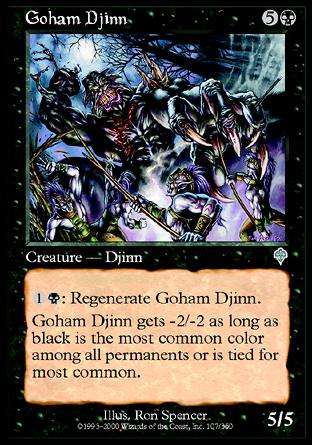 Goham Djinn 5
Creature — Djinn
1 : Regenerate Goham Djinn.
Goham Djinn gets -2/-2 as long as
black is the most common color
among all permanents or is tied for
most common.
Illus. Ron Spencer
©1993–2000 Wizards of the Coast, Inc. 107/350
5/5